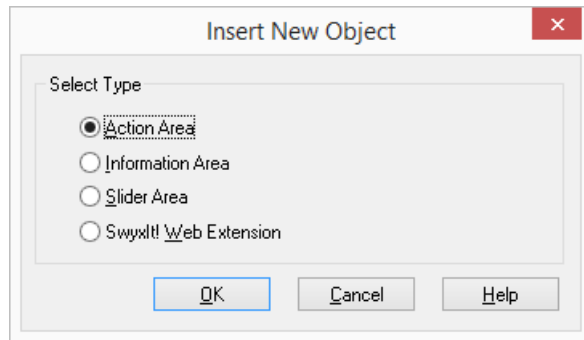 Insert New Object
Select Type
Action Area
Information Area
Slider Area
SwyxIt! Web Extension
OK Cancel Help